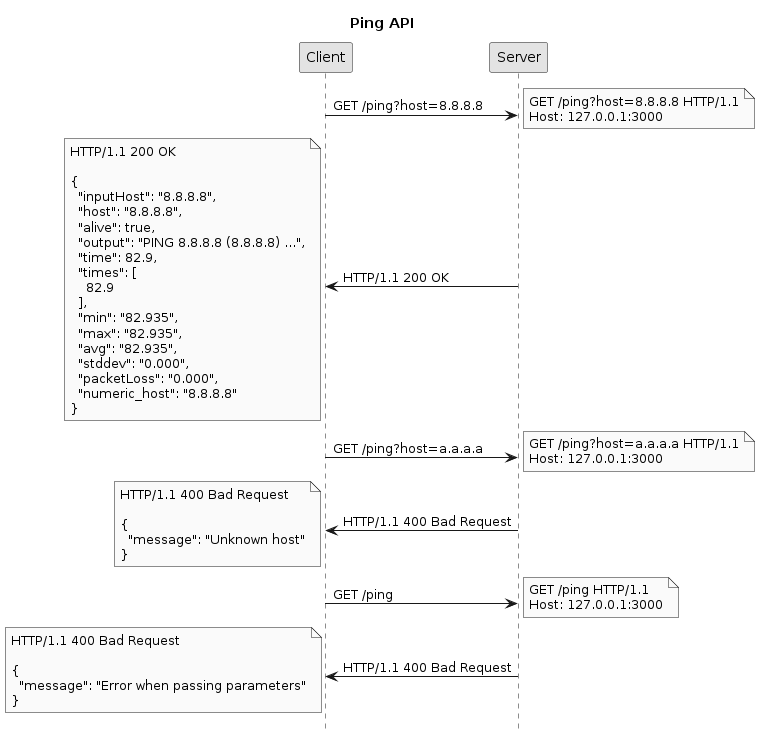 Ping API
Client
Server
GET /ping?host=8.8.8.8
GET /ping?host=8.8.8.8 HTTP/1.1
Host: 127.0.0.1:3000
HTTP/1.1 200 OK
{
"inputHost": "8.8.8.8",
"host": "8.8.8.8",
"alive": true,
"output": "PING 8.8.8.8 (8.8.8.8) ...",
"time": 82.9,
"times": [
82.9
],
"min": "82.935",
"max": "82.935",
"avg": "82.935",
"stddev": "0.000",
"packetLoss": "0.000",
"numeric_host": "8.8.8.8"
}
HTTP/1.1 200 OK
GET /ping?host=a.a.a.a
GET /ping?host=a.a.a.a HTTP/1.1
Host: 127.0.0.1:3000
HTTP/1.1 400 Bad Request
{
"message": "Unknown host"
}
HTTP/1.1 400 Bad Request
GET /ping
GET /ping HTTP/1.1
Host: 127.0.0.1:3000
HTTP/1.1 400 Bad Request
{
"message": "Error when passing parameters"
}
HTTP/1.1 400 Bad Request